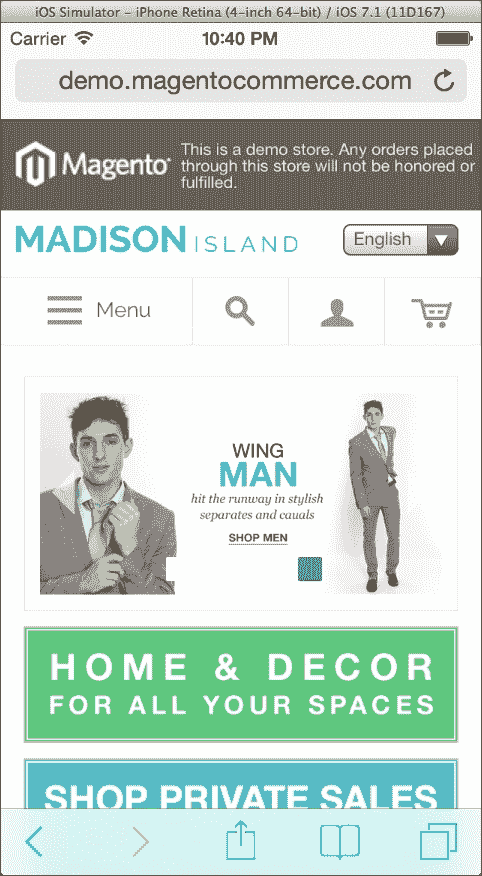 iOS Simulator – iPhone Retina (4-inch 64-bit) / iOS 7.1 (11D167)
Carrier 10:40 PM
demo.magentocommerce.com
Magento
This is a demo store. Any orders placed
through this store will not be honored or
fulfilled.
MADISON ISLAND
English
Menu
WING
MAN
hit the runway in stylish
separates and cauals
SHOP MEN
HOME & DECOR
FOR ALL YOUR SPACES
SHOP PRIVATE SALES